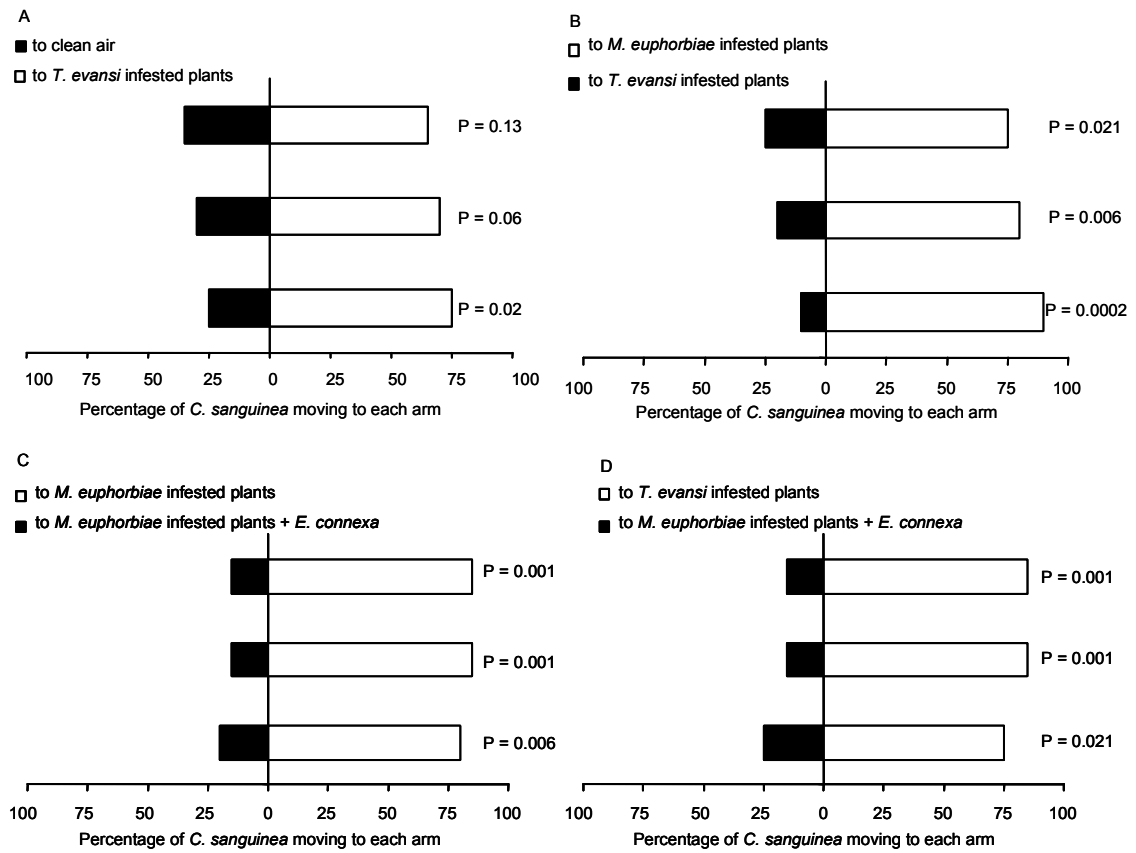 A
to clean air
to T. evansi infested plants
P = 0.13
P = 0.06
P = 0.02
100 75 50 25 0 25 50 75 100
Percentage of C. sanguinea moving to each arm
B
to M. euphorbiae infested plants
to T. evansi infested plants
P = 0.021
P = 0.006
P = 0.0002
100 75 50 25 0 25 50 75 100
Percentage of C. sanguinea moving to each arm
C
to M. euphorbiae infested plants
to M. euphorbiae infested plants + E. connexa
P = 0.001
P = 0.001
P = 0.006
100 75 50 25 0 25 50 75 100
Percentage of C. sanguinea moving to each arm
D
to T. evansi infested plants
to M. euphorbiae infested plants + E. connexa
P = 0.001
P = 0.001
P = 0.021
100 75 50 25 0 25 50 75 100
Percentage of C. sanguinea moving to each arm